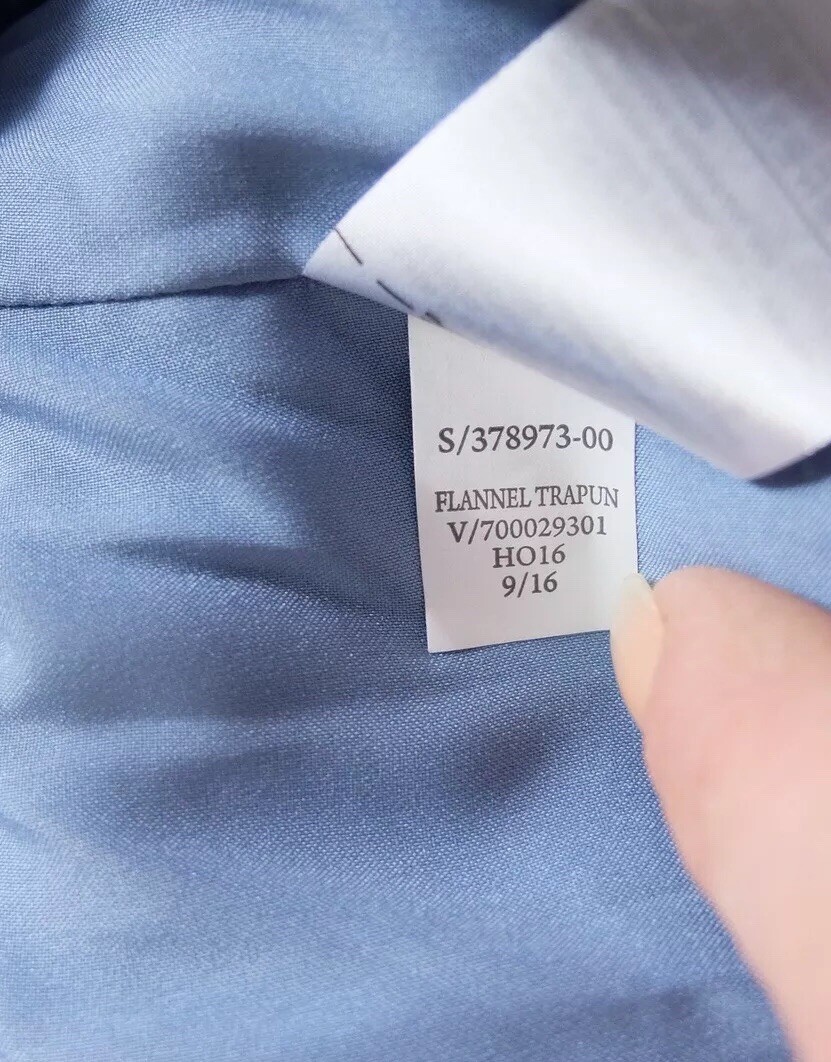 S/378973-00
FLANNEL TRAPUN
V/700029301
HO16
9/16